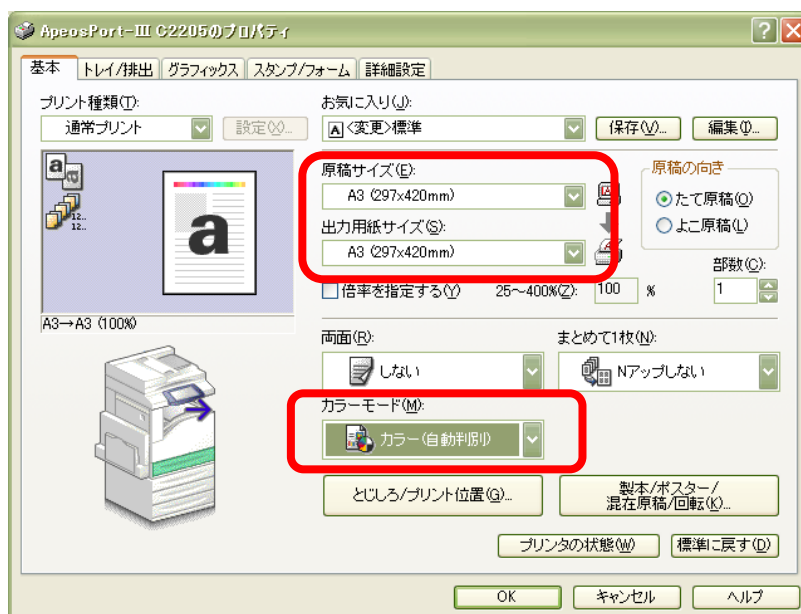 ApeosPort-III C2205のプロパティ
基本 トレイ/排出 グラフィックス スタンプ/フォーム 詳細設定
プリント種類(T):
通常プリント 設定(X)...
お気に入り(J):
A <変更>標準 保存(V)... 編集(I)...
原稿サイズ(E):
A3 (297x420mm)
出力用紙サイズ(S):
A3 (297x420mm)
原稿の向き
たて原稿(O)
よこ原稿(L)
部数(C):
1
倍率を指定する(Y) 25～400%(Z): 100 %
a
a
12..
12..
A3→A3 (100%)
両面(R):
しない
まとめて1枚(N):
Nアップしない
カラーモード(M):
カラー(自動判別)
とじしろ/プリント位置(G)...
製本/ポスター/
混在原稿/回転(K)...
プリンタの状態(W) 標準に戻す(D)
OK キャンセル ヘルプ